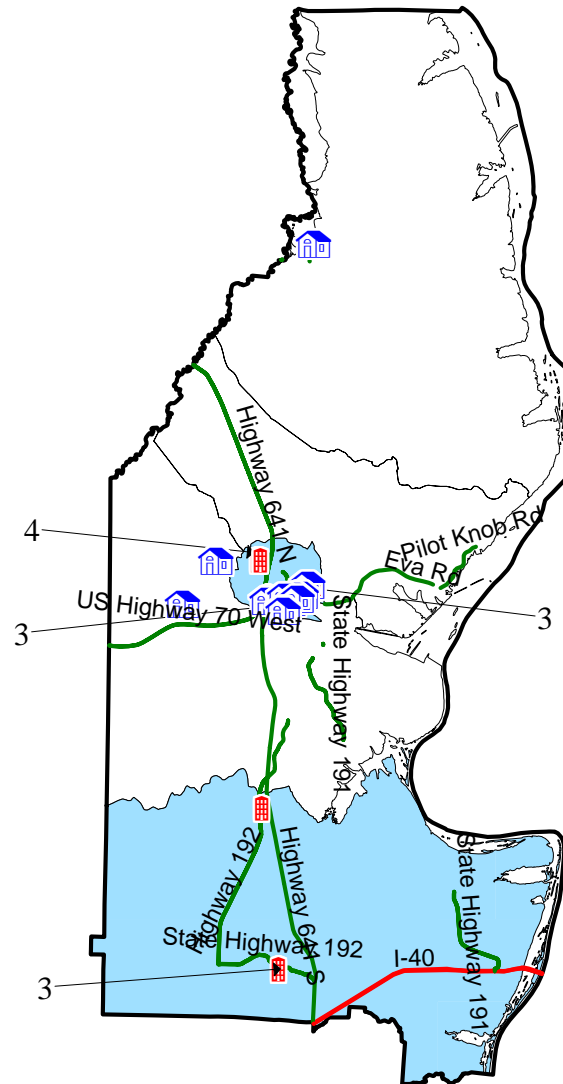 Highway 641 N
4
Pilot Knob Rd
Eva Rd
US Highway 70 West
3
3
State Highway 191
Highway 192
Highway 641 S
State Highway 191
State Highway 192
I-40
3